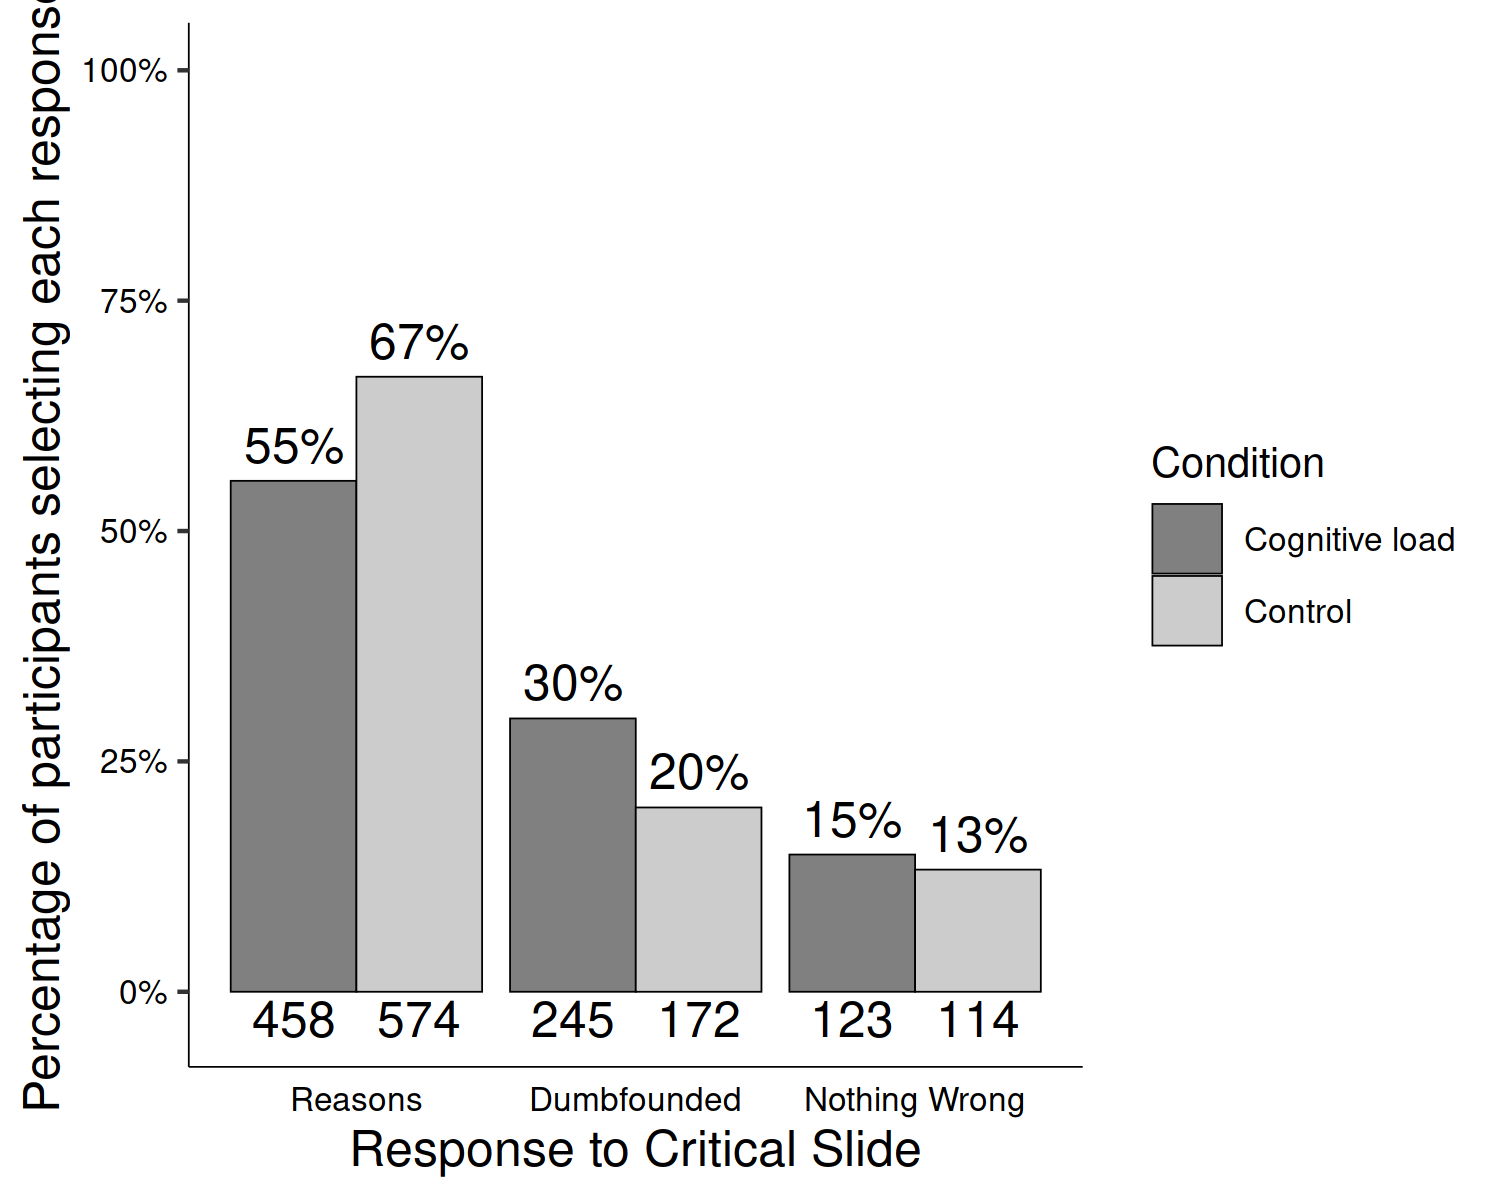 Percentage of participants selecting each response
100%
75%
50%
25%
0%
55%
67%
30%
20%
15%
13%
458
574
245
172
123
114
Reasons
Dumbfounded
Nothing Wrong
Response to Critical Slide
Condition
Cognitive load
Control